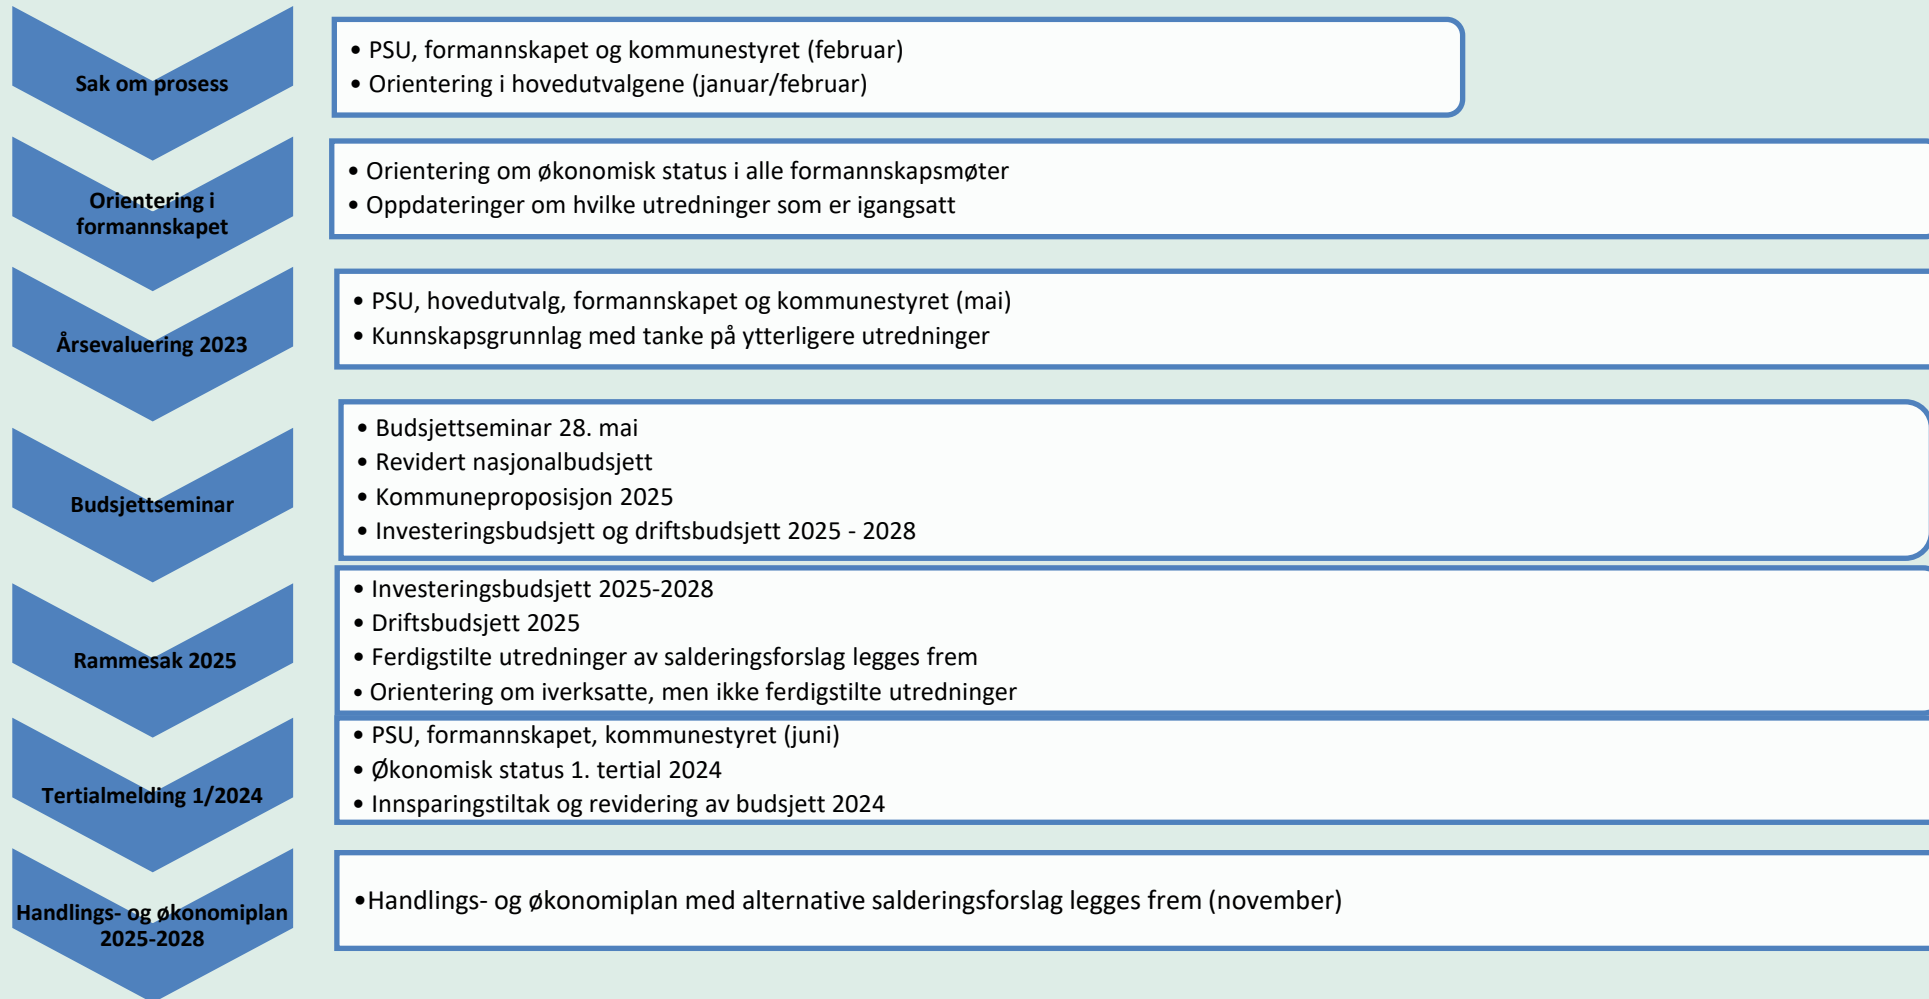 Sak om prosess
• PSU, formannskapet og kommunestyret (februar)
• Orientering i hovedutvalgene (januar/februar)
Orientering i
formannskapet
• Orientering om økonomisk status i alle formannskapsmøter
• Oppdateringer om hvilke utredninger som er igangsatt
Årsevaluering 2023
• PSU, hovedutvalg, formannskapet og kommunestyret (mai)
• Kunnskapsgrunnlag med tanke på ytterligere utredninger
Budsjettseminar
• Budsjettseminar 28. mai
• Revidert nasjonalbudsjett
• Kommuneproposisjon 2025
• Investeringsbudsjett og driftsbudsjett 2025 - 2028
Rammesak 2025
• Investeringsbudsjett 2025-2028
• Driftsbudsjett 2025
• Ferdigstilte utredninger av salderingsforslag legges frem
• Orientering om iverksatte, men ikke ferdigstilte utredninger
Tertialmelding 1/2024
• PSU, formannskapet, kommunestyret (juni)
• Økonomisk status 1. tertial 2024
• Innsparingstiltak og revidering av budsjett 2024
Handlings- og økonomiplan
2025-2028
•Handlings- og økonomiplan med alternative salderingsforslag legges frem (november)